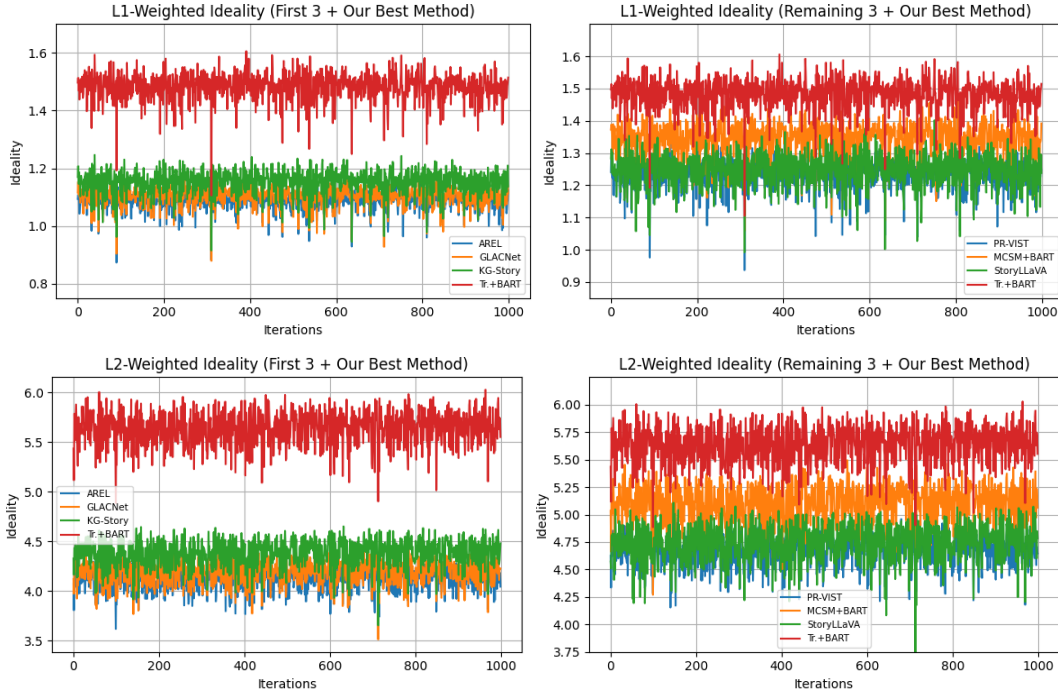 L1-Weighted Ideality (First 3 + Our Best Method)
Ideality
1.6
1.4
1.2
1.0
0.8
0
200
400
600
800
1000
Iterations
AREL
GLACNet
KG-Story
Tr.+BART
L1-Weighted Ideality (Remaining 3 + Our Best Method)
Ideality
1.6
1.5
1.4
1.3
1.2
1.1
1.0
0.9
0
200
400
600
800
1000
Iterations
PR-VIST
MCSM+BART
StoryLLaVA
Tr.+BART
L2-Weighted Ideality (First 3 + Our Best Method)
Ideality
6.0
5.5
5.0
4.5
4.0
3.5
AREL
GLACNet
KG-Story
Tr.+BART
0
200
400
600
800
1000
Iterations
L2-Weighted Ideality (Remaining 3 + Our Best Method)
Ideality
6.00
5.75
5.50
5.25
5.00
4.75
4.50
4.25
4.00
3.75
PR-VIST
MCSM+BART
StoryLLaVA
Tr.+BART
0
200
400
600
800
1000
Iterations